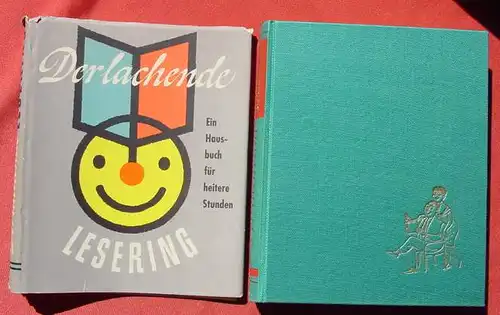 Der lachende
Ein
Haus-
buch
für
heitere
Stunden
LESERING